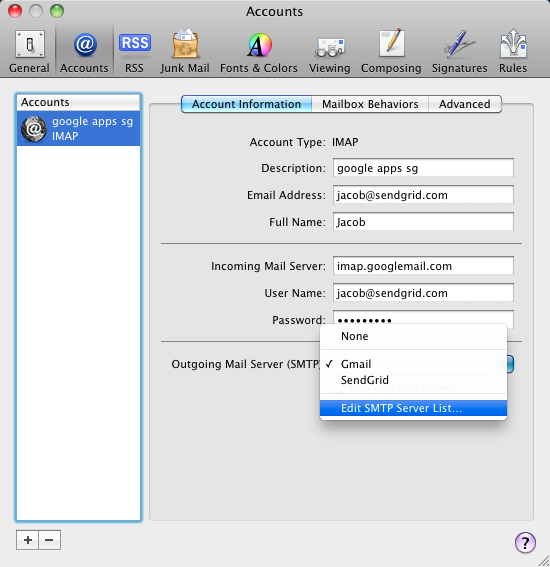 Accounts
General Accounts RSS RSS Junk Mail Fonts & Colors Viewing Composing Signatures Rules
Accounts
google apps sg
IMAP
Account Information Mailbox Behaviors Advanced
Account Type: IMAP
Description: google apps sg
Email Address: jacob@sendgrid.com
Full Name: Jacob
Incoming Mail Server: imap.googlemail.com
User Name: jacob@sendgrid.com
Password: •••••••••
None
Outgoing Mail Server (SMTP) ✓ Gmail
SendGrid
Edit SMTP Server List...
+ − ?